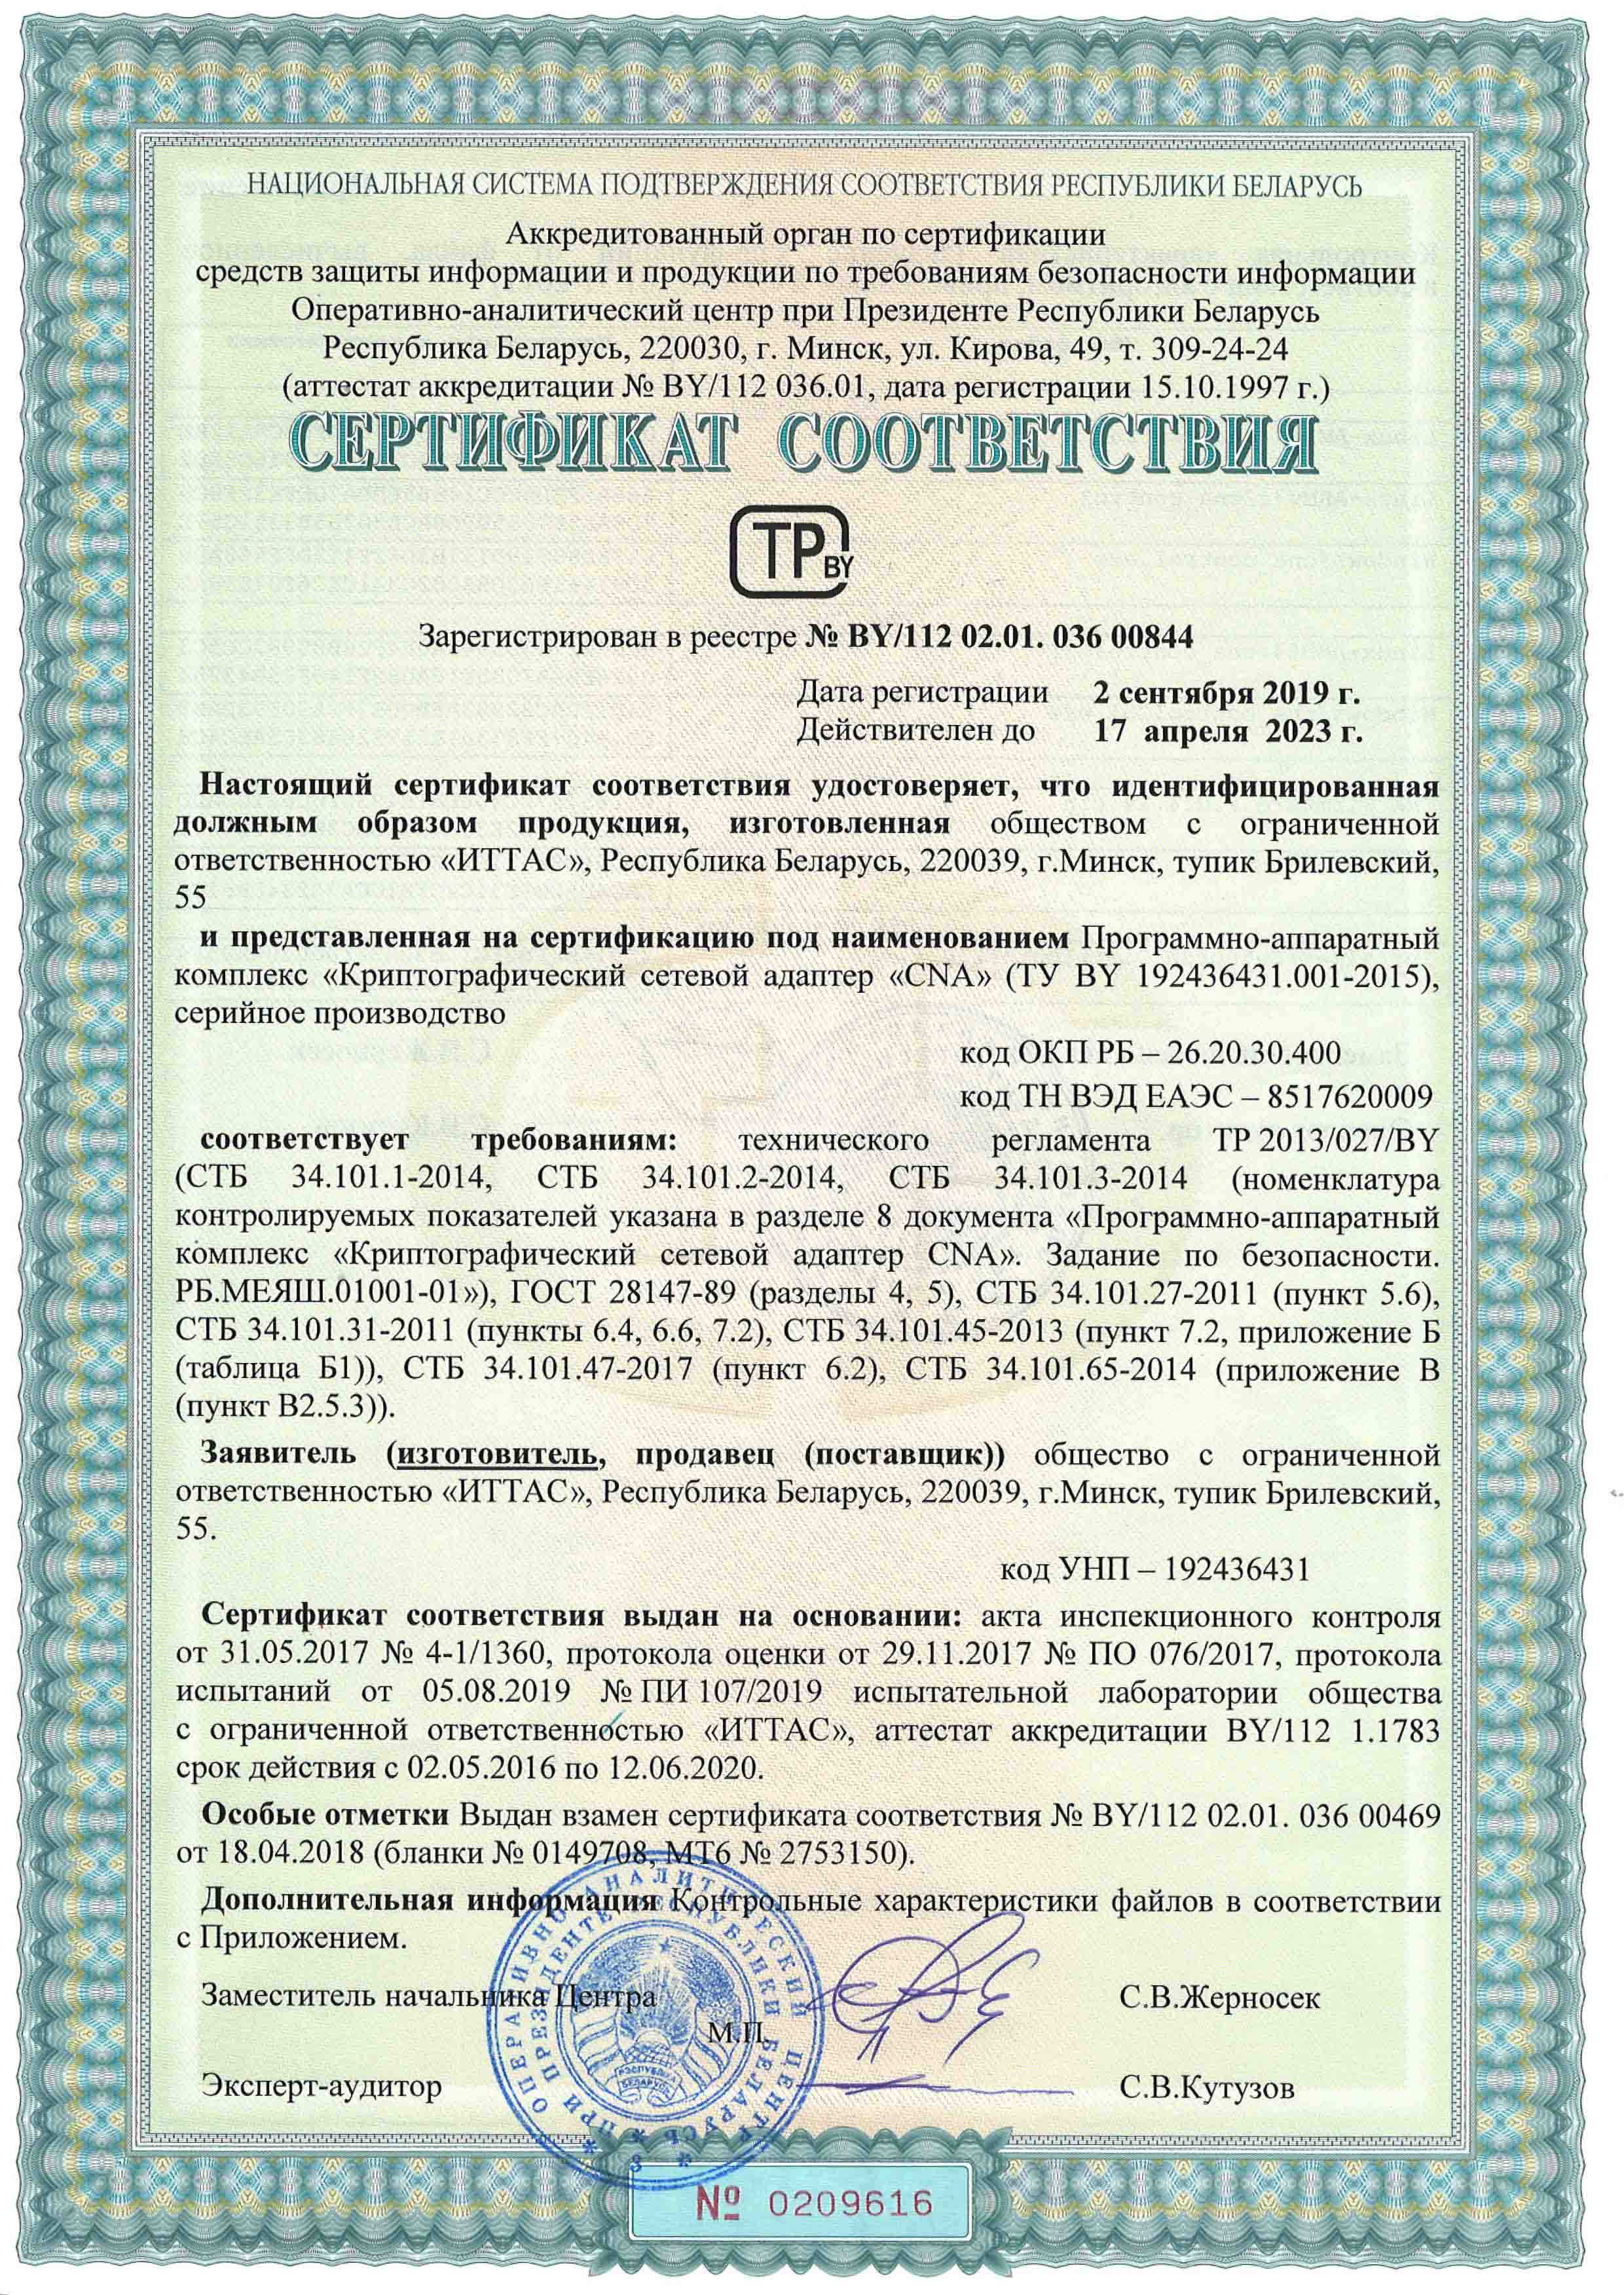 НАЦИОНАЛЬНАЯ СИСТЕМА ПОДТВЕРЖДЕНИЯ СООТВЕТСТВИЯ РЕСПУБЛИКИ БЕЛАРУСЬ
Аккредитованный орган по сертификации
средств защиты информации и продукции по требованиям безопасности информации
Оперативно-аналитический центр при Президенте Республики Беларусь
Республика Беларусь, 220030, г. Минск, ул. Кирова, 49, т. 309-24-24
(аттестат аккредитации № BY/112 036.01, дата регистрации 15.10.1997 г.)
СЕРТИФИКАТ СООТВЕТСТВИЯ
ТР BY
Зарегистрирован в реестре № BY/112 02.01. 036 00844
Дата регистрации 2 сентября 2019 г.
Действителен до 17 апреля 2023 г.
Настоящий сертификат соответствия удостоверяет, что идентифицированная
должным образом продукция, изготовленная обществом с ограниченной
ответственностью «ИТТАС», Республика Беларусь, 220039, г.Минск, тупик Брилевский,
55
и представленная на сертификацию под наименованием Программно-аппаратный
комплекс «Криптографический сетевой адаптер «CNA» (ТУ BY 192436431.001-2015),
серийное производство
код ОКП РБ – 26.20.30.400
код ТН ВЭД ЕАЭС – 8517620009
соответствует требованиям: технического регламента ТР 2013/027/BY
(СТБ 34.101.1-2014, СТБ 34.101.2-2014, СТБ 34.101.3-2014 (номенклатура
контролируемых показателей указана в разделе 8 документа «Программно-аппаратный
комплекс «Криптографический сетевой адаптер CNA». Задание по безопасности.
РБ.МЕЯШ.01001-01»), ГОСТ 28147-89 (разделы 4, 5), СТБ 34.101.27-2011 (пункт 5.6),
СТБ 34.101.31-2011 (пункты 6.4, 6.6, 7.2), СТБ 34.101.45-2013 (пункт 7.2, приложение Б
(таблица Б1)), СТБ 34.101.47-2017 (пункт 6.2), СТБ 34.101.65-2014 (приложение В
(пункт В2.5.3)).
Заявитель (изготовитель, продавец (поставщик)) общество с ограниченной
ответственностью «ИТТАС», Республика Беларусь, 220039, г.Минск, тупик Брилевский,
55.
код УНП – 192436431
Сертификат соответствия выдан на основании: акта инспекционного контроля
от 31.05.2017 № 4-1/1360, протокола оценки от 29.11.2017 № ПО 076/2017, протокола
испытаний от 05.08.2019 № ПИ 107/2019 испытательной лаборатории общества
с ограниченной ответственностью «ИТТАС», аттестат аккредитации BY/112 1.1783
срок действия с 02.05.2016 по 12.06.2020.
Особые отметки Выдан взамен сертификата соответствия № BY/112 02.01. 036 00469
от 18.04.2018 (бланки № 0149708, МТ6 № 2753150).
Дополнительная информация Контрольные характеристики файлов в соответствии
с Приложением.
Заместитель начальника Центра С.В.Жерносек
М.П.
Эксперт-аудитор С.В.Кутузов
ОПЕРАТИВНО-АНАЛИТИЧЕСКИЙ ЦЕНТР
ПРИ ПРЕЗИДЕНТЕ РЕСПУБЛИКИ БЕЛАРУСЬ
РЭСПУБЛІКА
БЕЛАРУСЬ
* 3 *
№ 0209616